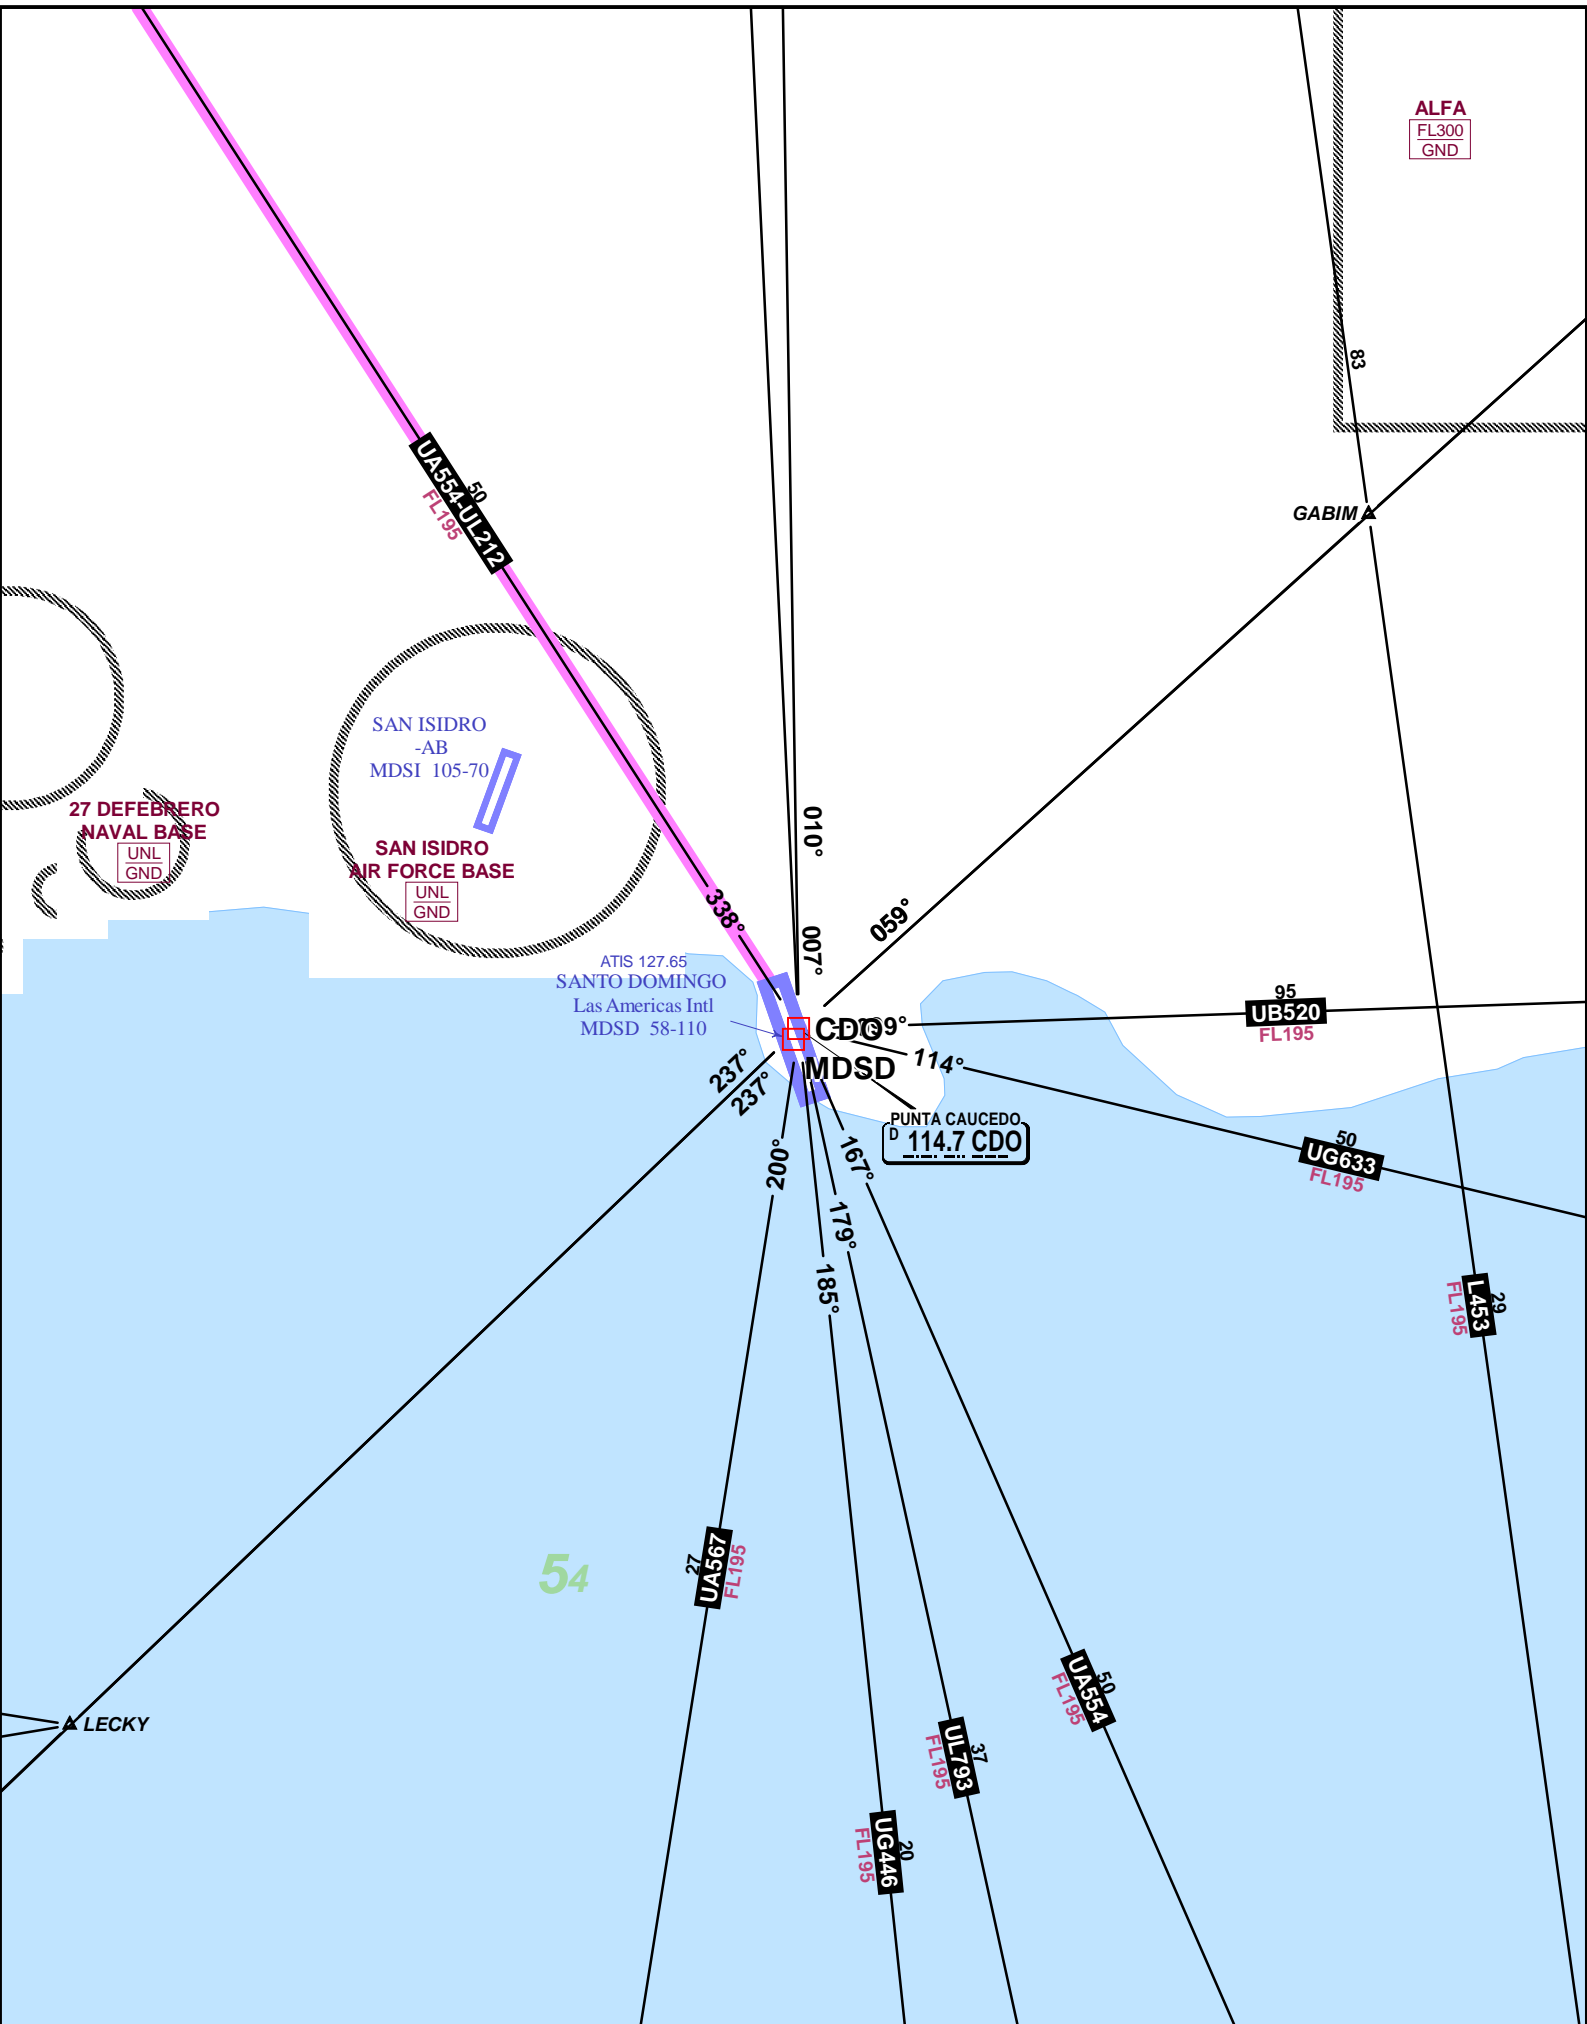 ALFA
FL300
GND
83
50
UA554-UL212
FL195
GABIM
SAN ISIDRO
-AB
MDSI 105-70
27 DEFEBRERO
NAVAL BASE
UNL
GND
SAN ISIDRO
AIR FORCE BASE
UNL
GND
010°
338°
007°
059°
ATIS 127.65
SANTO DOMINGO
Las Americas Intl
MDSD 58-110
CDO
MDSD
95
UB520
FL195
114°
237°
237°
PUNTA CAUCEDO
D 114.7 CDO
50
UG633
FL195
200°
167°
179°
185°
29
L453
FL195
27
UA567
FL195
54
50
UA554
FL195
LECKY
37
UL793
FL195
20
UG446
FL195